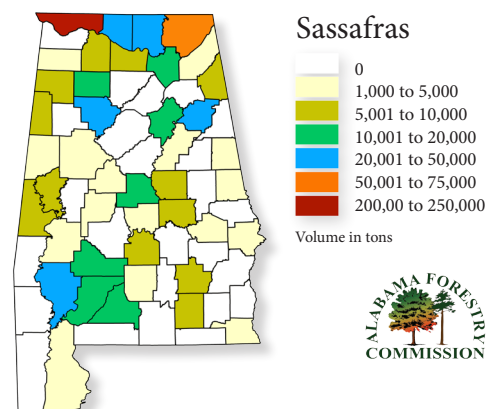 Sassafras
0
1,000 to 5,000
5,001 to 10,000
10,001 to 20,000
20,001 to 50,000
50,001 to 75,000
200,00 to 250,000
Volume in tons
ALABAMA FORESTRY
COMMISSION